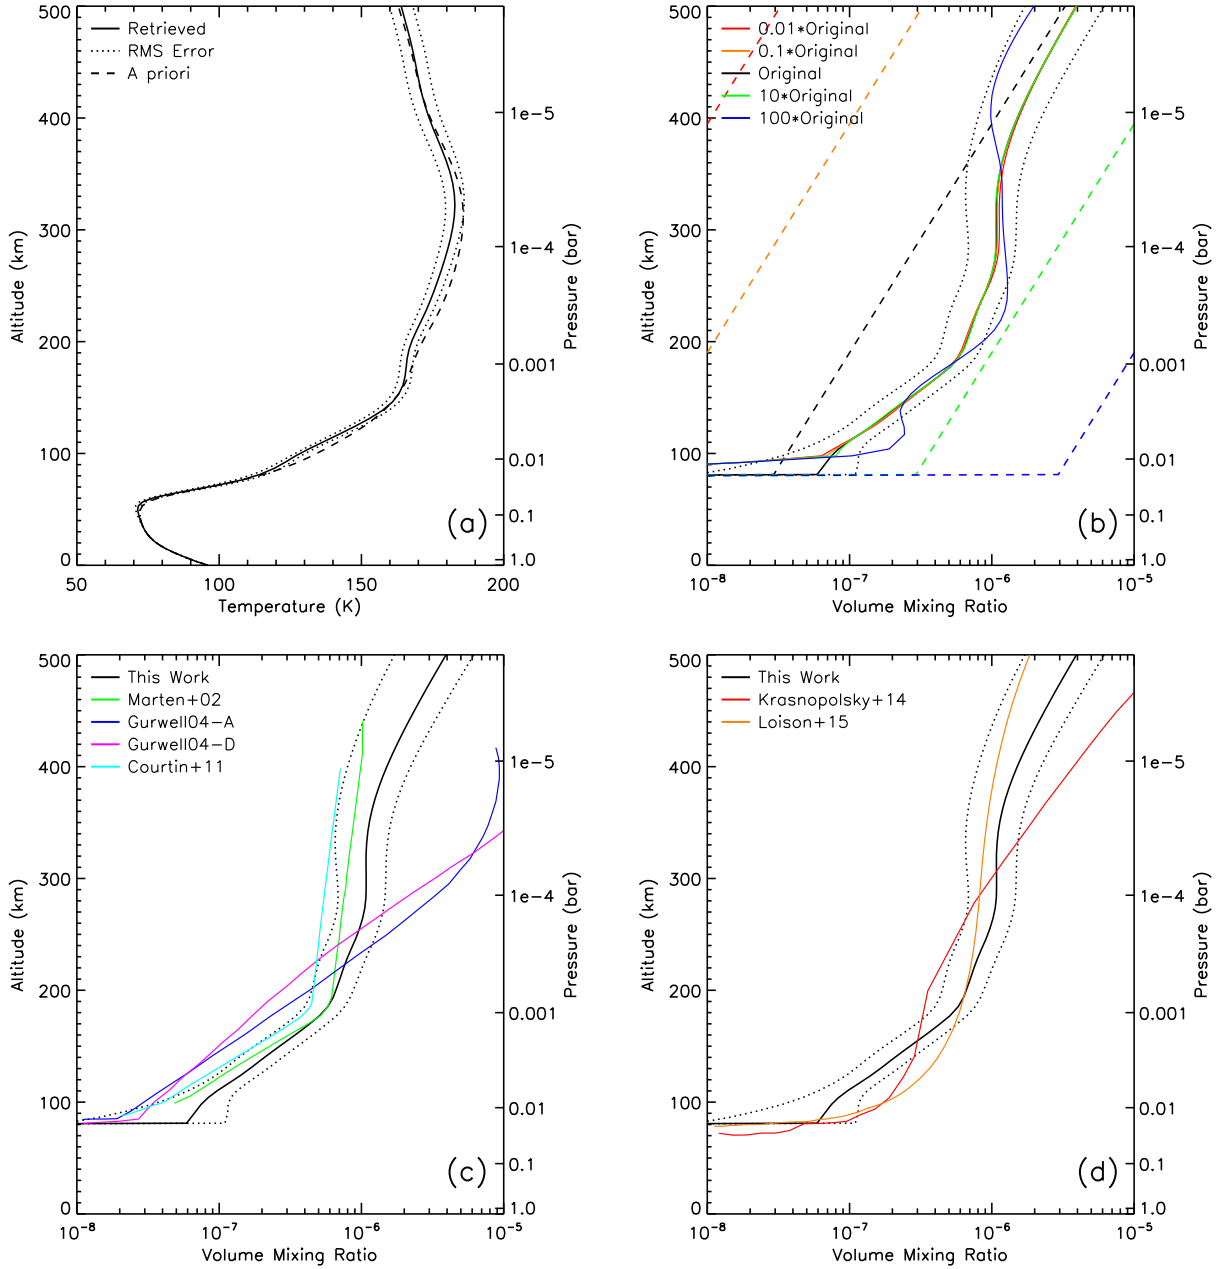 500
400
300
200
100
0
Altitude (km)
Retrieved
RMS Error
A priori
1e-5
1e-4
0.001
0.01
0.1
1.0
Pressure (bar)
(a)
50 100 150 200
Temperature (K)
500
400
300
200
100
0
Altitude (km)
0.01*Original
0.1*Original
Original
10*Original
100*Original
1e-5
1e-4
0.001
0.01
0.1
1.0
Pressure (bar)
(b)
10⁻⁸ 10⁻⁷ 10⁻⁶ 10⁻⁵
Volume Mixing Ratio
500
400
300
200
100
0
Altitude (km)
This Work
Marten+02
Gurwell04-A
Gurwell04-D
Courtin+11
1e-5
1e-4
0.001
0.01
0.1
1.0
Pressure (bar)
(c)
10⁻⁸ 10⁻⁷ 10⁻⁶ 10⁻⁵
Volume Mixing Ratio
500
400
300
200
100
0
Altitude (km)
This Work
Krasnopolsky+14
Loison+15
1e-5
1e-4
0.001
0.01
0.1
1.0
Pressure (bar)
(d)
10⁻⁸ 10⁻⁷ 10⁻⁶ 10⁻⁵
Volume Mixing Ratio